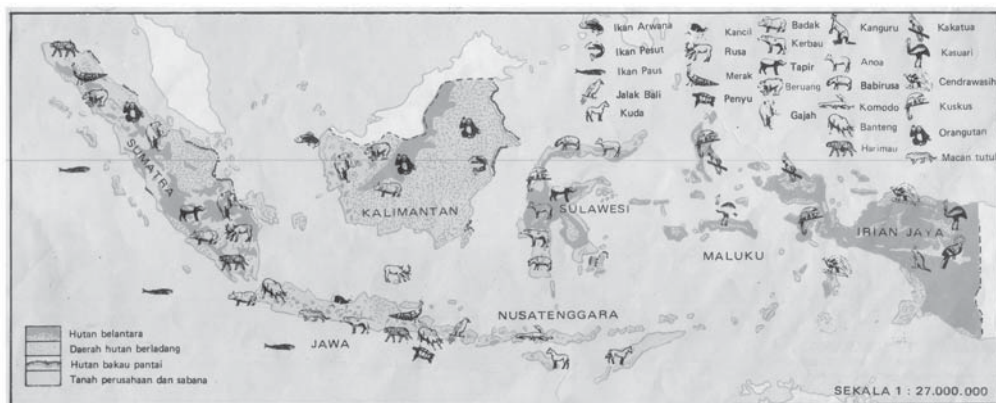 Ikan Arwana
Ikan Pesut
Ikan Paus
Jalak Bali
Kuda
Kancil
Rusa
Merak
Penyu
Badak
Kerbau
Tapir
Beruang
Gajah
Kanguru
Anoa
Babirusa
Komodo
Banteng
Harimau
Kakatua
Kasuari
Cendrawasih
Kuskus
Orangutan
Macan tutul
SUMATRA
KALIMANTAN
SULAWESI
MALUKU
IRIAN JAYA
JAWA
NUSATENGGARA
Hutan belantara
Daerah hutan berladang
Hutan bakau pantai
Tanah perusahaan dan sabana
SEKALA 1 : 27.000.000